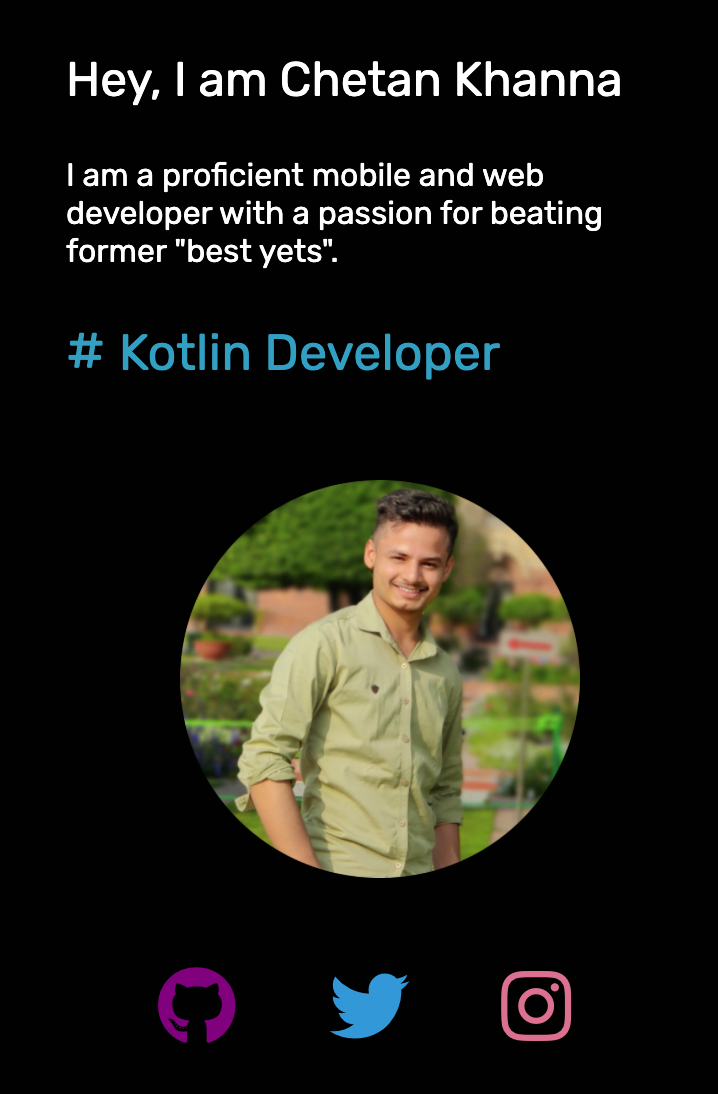 Hey, I am Chetan Khanna
I am a proficient mobile and web
developer with a passion for beating
former "best yets".
# Kotlin Developer